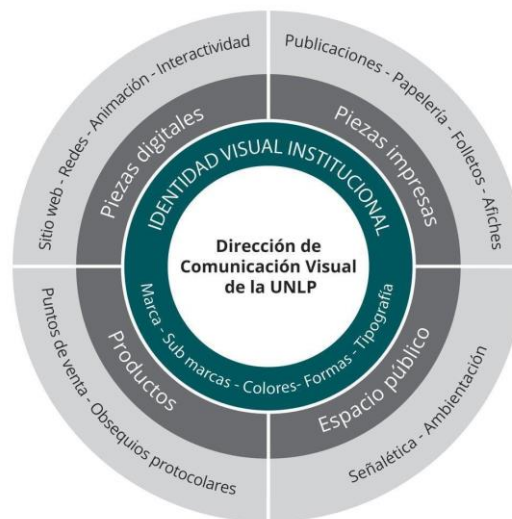 Sitio web - Redes - Animación - Interactividad
Publicaciones - Papelería - Folletos - Afiches
Piezas digitales
Piezas impresas
IDENTIDAD VISUAL INSTITUCIONAL
Dirección de
Comunicación Visual
de la UNLP
Marca - Sub marcas - Colores- Formas - Tipografía
Productos
Espacio público
Puntos de venta - Obsequios protocolares
Señalética - Ambientación